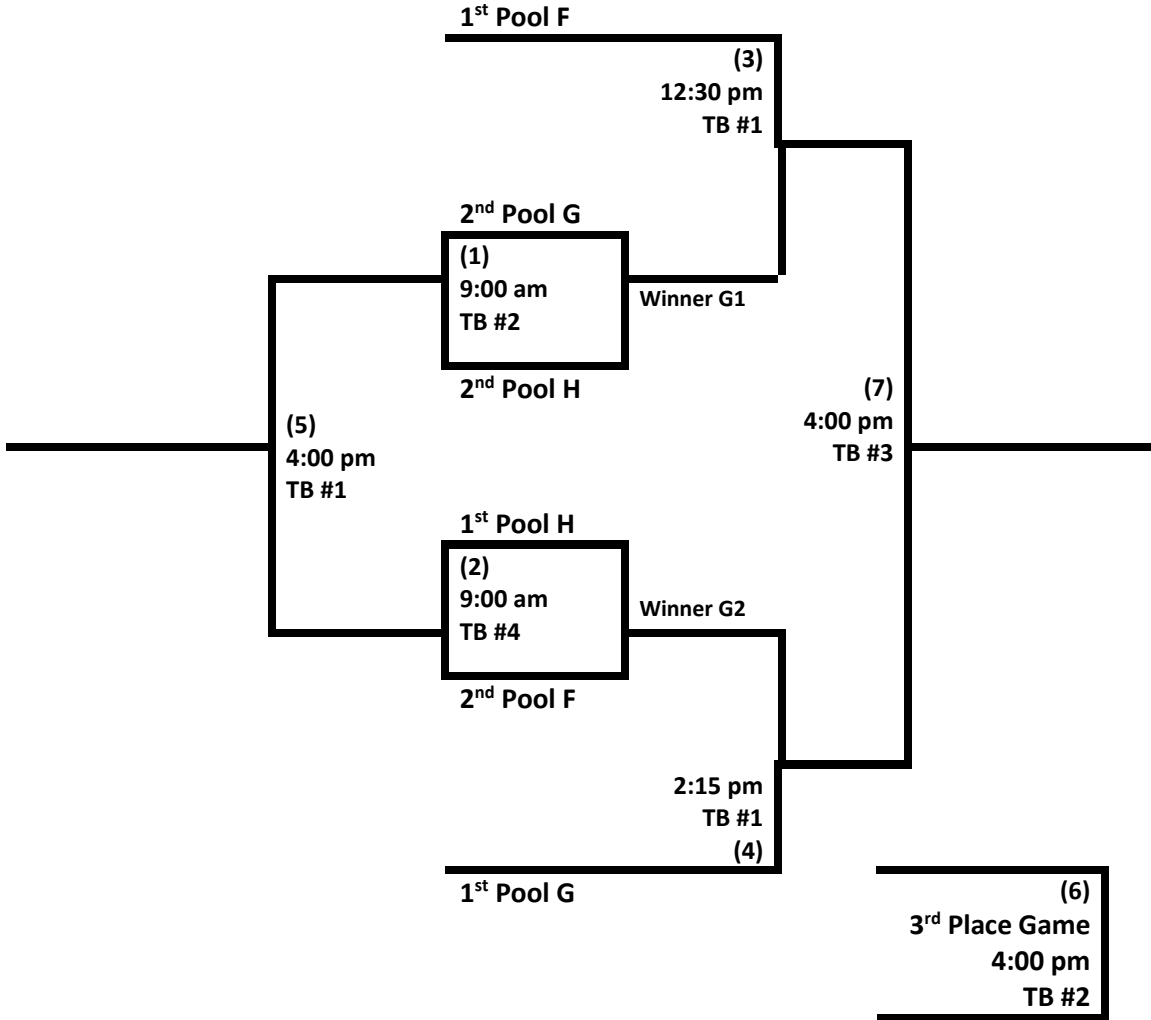 1st Pool F
(3)
12:30 pm
TB #1
2nd Pool G
(1)
9:00 am
TB #2
Winner G1
2nd Pool H
(5)
4:00 pm
TB #1
(7)
4:00 pm
TB #3
1st Pool H
(2)
9:00 am
TB #4
Winner G2
2nd Pool F
2:15 pm
TB #1
(4)
1st Pool G
(6)
3rd Place Game
4:00 pm
TB #2